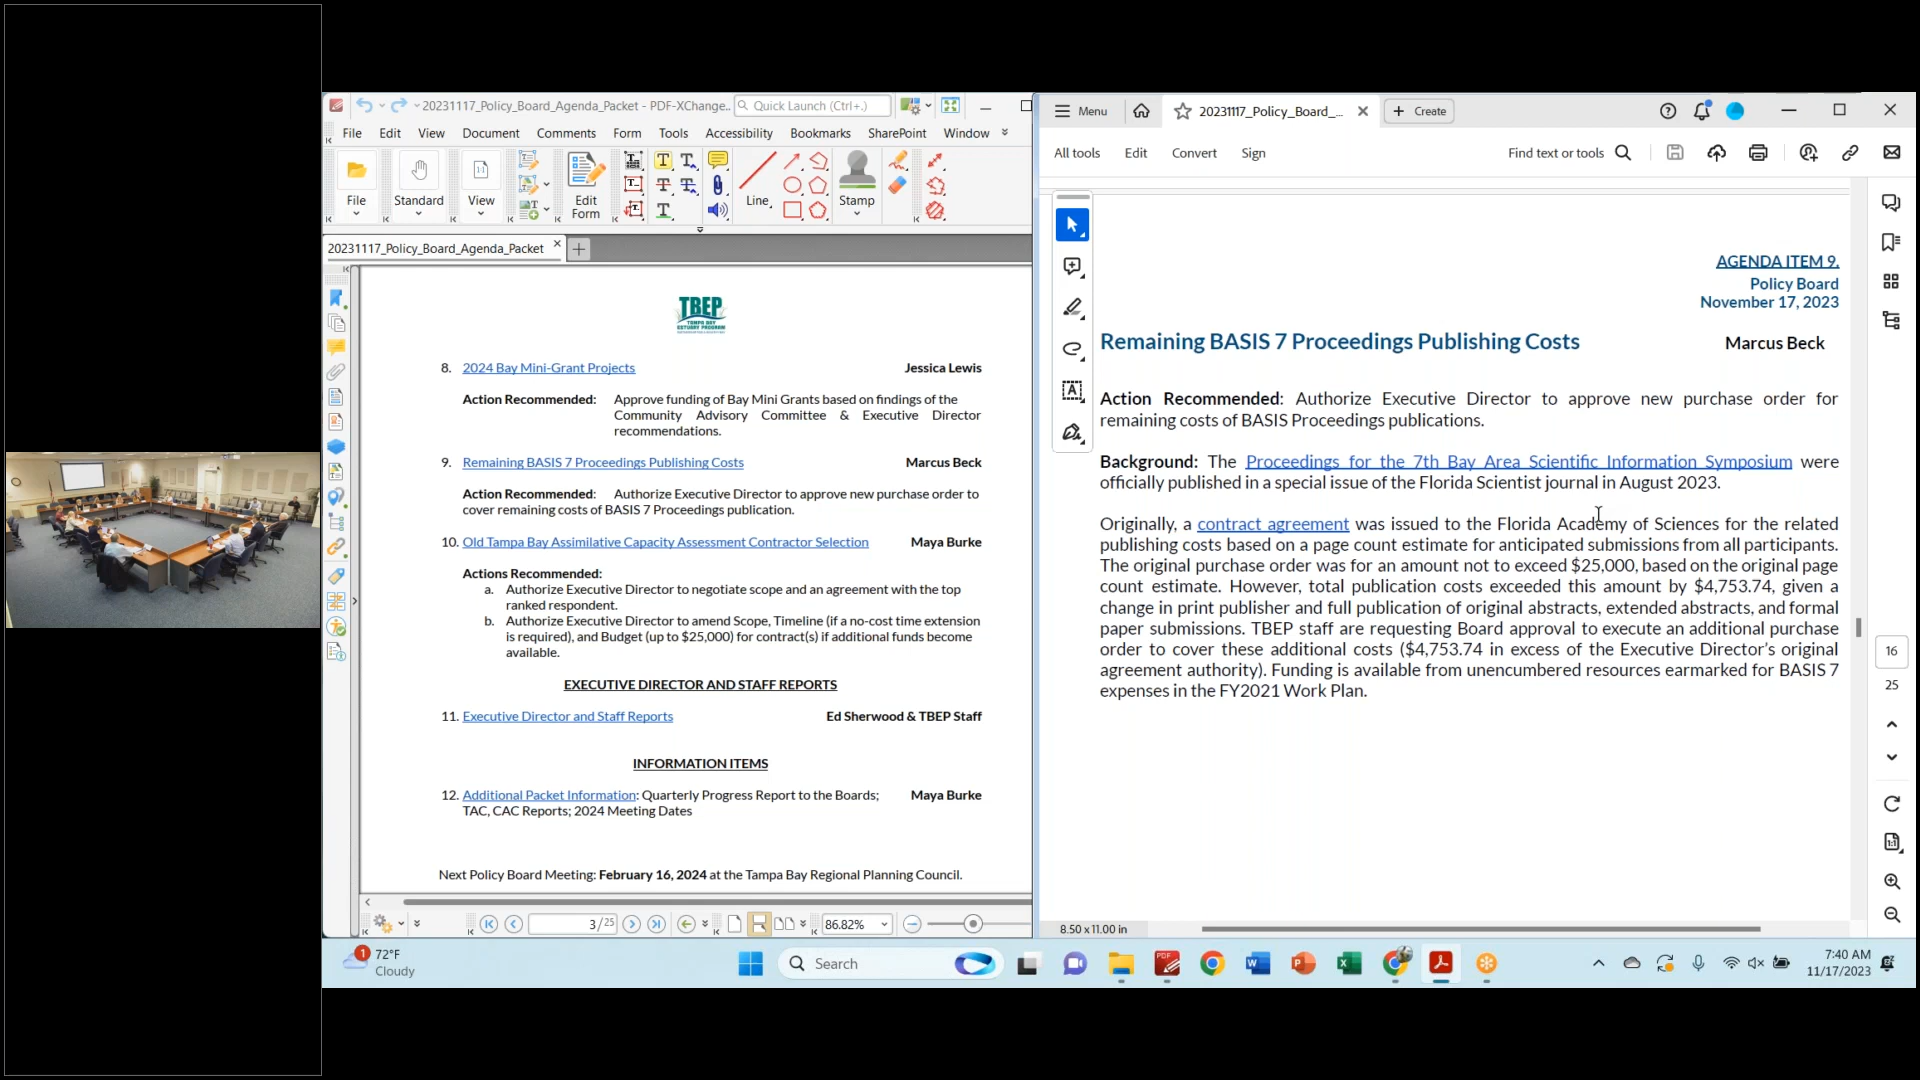 20231117_Policy_Board_Agenda_Packet - PDF-XChange...
Quick Launch (Ctrl+.)
File Edit View Document Comments Form Tools Accessibility Bookmarks SharePoint Window
File
Standard
View
Edit
Form
Line
Stamp
20231117_Policy_Board_Agenda_Packet
TBEP
TAMPA BAY
ESTUARY PROGRAM
8. 2024 Bay Mini-Grant Projects Jessica Lewis
Action Recommended: Approve funding of Bay Mini Grants based on findings of the
Community Advisory Committee & Executive Director
recommendations.
9. Remaining BASIS 7 Proceedings Publishing Costs Marcus Beck
Action Recommended: Authorize Executive Director to approve new purchase order to
cover remaining costs of BASIS 7 Proceedings publication.
10. Old Tampa Bay Assimilative Capacity Assessment Contractor Selection Maya Burke
Actions Recommended:
a. Authorize Executive Director to negotiate scope and an agreement with the top
ranked respondent.
b. Authorize Executive Director to amend Scope, Timeline (if a no-cost time extension
is required), and Budget (up to $25,000) for contract(s) if additional funds become
available.
EXECUTIVE DIRECTOR AND STAFF REPORTS
11. Executive Director and Staff Reports Ed Sherwood & TBEP Staff
INFORMATION ITEMS
12. Additional Packet Information: Quarterly Progress Report to the Boards; Maya Burke
TAC, CAC Reports; 2024 Meeting Dates
Next Policy Board Meeting: February 16, 2024 at the Tampa Bay Regional Planning Council.
3 /25
86.82%
Menu
20231117_Policy_Board_...
Create
All tools Edit Convert Sign
Find text or tools
AGENDA ITEM 9.
Policy Board
November 17, 2023
Remaining BASIS 7 Proceedings Publishing Costs Marcus Beck
Action Recommended: Authorize Executive Director to approve new purchase order for
remaining costs of BASIS Proceedings publications.
Background: The Proceedings for the 7th Bay Area Scientific Information Symposium were
officially published in a special issue of the Florida Scientist journal in August 2023.
Originally, a contract agreement was issued to the Florida Academy of Sciences for the related
publishing costs based on a page count estimate for anticipated submissions from all participants.
The original purchase order was for an amount not to exceed $25,000, based on the original page
count estimate. However, total publication costs exceeded this amount by $4,753.74, given a
change in print publisher and full publication of original abstracts, extended abstracts, and formal
paper submissions. TBEP staff are requesting Board approval to execute an additional purchase
order to cover these additional costs ($4,753.74 in excess of the Executive Director's original
agreement authority). Funding is available from unencumbered resources earmarked for BASIS 7
expenses in the FY2021 Work Plan.
16
25
8.50 x 11.00 in
1
72°F
Cloudy
Search
7:40 AM
11/17/2023